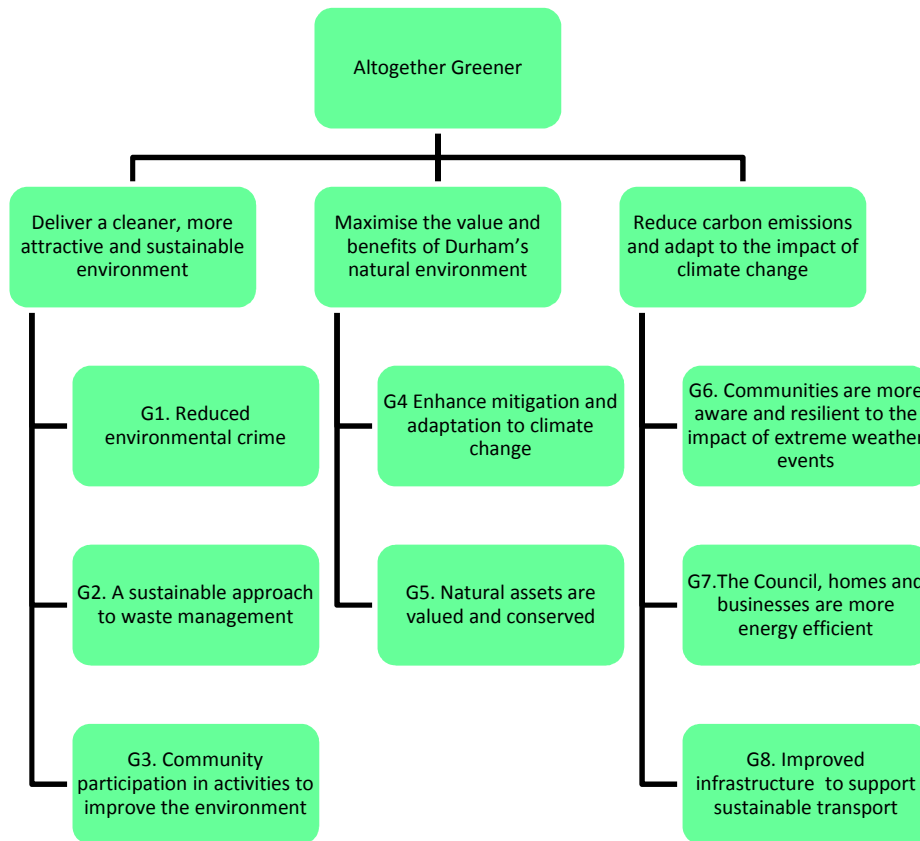 Altogether Greener
Deliver a cleaner, more
attractive and sustainable
environment
Maximise the value and
benefits of Durham’s
natural environment
Reduce carbon emissions
and adapt to the impact of
climate change
G1. Reduced
environmental crime
G4 Enhance mitigation and
adaptation to climate
change
G6. Communities are more
aware and resilient to the
impact of extreme weather
events
G2. A sustainable approach
to waste management
G5. Natural assets are
valued and conserved
G7.The Council, homes and
businesses are more
energy efficient
G3. Community
participation in activities to
improve the environment
G8. Improved
infrastructure  to support
sustainable transport